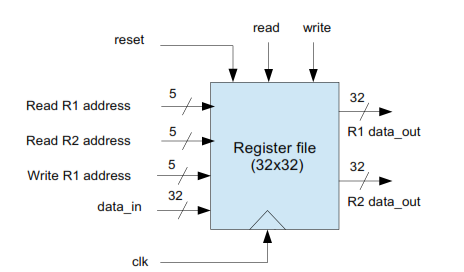 read write
reset
5
32
Read R1 address
R1 data_out
5
Read R2 address
Register file
(32x32)
5
32
Write R1 address
32
data_in
R2 data_out
clk